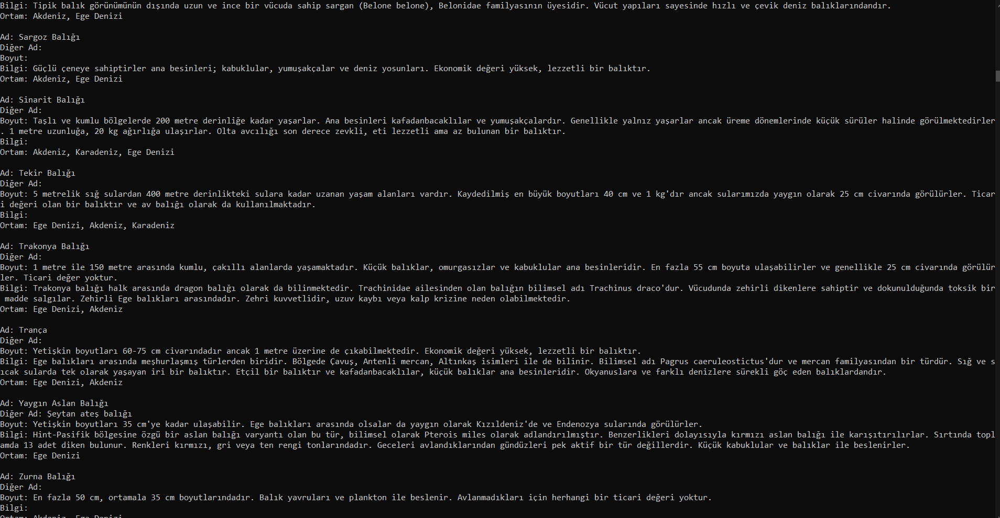 Bilgi: Tipik balık görünümünün dışında uzun ve ince bir vücuda sahip sargan (Belone belone), Belonidae familyasının üyesidir. Vücut yapıları sayesinde hızlı ve çevik deniz balıklarındandır.
Ortam: Akdeniz, Ege Denizi
Ad: Sargoz Balığı
Diğer Ad:
Boyut:
Bilgi: Güçlü çeneye sahiptirler ana besinleri; kabuklular, yumuşakçalar ve deniz yosunları. Ekonomik değeri yüksek, lezzetli bir balıktır.
Ortam: Akdeniz, Ege Denizi
Ad: Sinarit Balığı
Diğer Ad:
Boyut: Taşlı ve kumlu bölgelerde 200 metre derinliğe kadar yaşarlar. Ana besinleri kafadanbacaklılar ve yumuşakçalardır. Genellikle yalnız yaşarlar ancak üreme dönemlerinde küçük sürüler halinde görülmektedirler
. 1 metre uzunluğa, 20 kg ağırlığa ulaşırlar. Olta avcılığı son derece zevkli, eti lezzetli ama az bulunan bir balıktır.
Bilgi:
Ortam: Akdeniz, Karadeniz, Ege Denizi
Ad: Tekir Balığı
Diğer Ad:
Boyut: 5 metrelik sığ sulardan 400 metre derinlikteki sulara kadar uzanan yaşam alanları vardır. Kaydedilmiş en büyük boyutları 40 cm ve 1 kg'dır ancak sularımızda yaygın olarak 25 cm civarında görülürler. Ticar
i değeri olan bir balıktır ve av balığı olarak da kullanılmaktadır.
Bilgi:
Ortam: Ege Denizi, Akdeniz, Karadeniz
Ad: Trakonya Balığı
Diğer Ad:
Boyut: 1 metre ile 150 metre arasında kumlu, çakıllı alanlarda yaşamaktadır. Küçük balıklar, omurgasızlar ve kabuklular ana besinleridir. En fazla 55 cm boyuta ulaşabilirler ve genellikle 25 cm civarında görülür
ler. Ticari değer yoktur.
Bilgi: Trakonya balığı halk arasında dragon balığı olarak da bilinmektedir. Trachinidae ailesinden olan balığın bilimsel adı Trachinus draco'dur. Vücudunda zehirli dikenlere sahiptir ve dokunulduğunda toksik bir
madde salgılar. Zehirli Ege balıkları arasındadır. Zehri kuvvetlidir, uzuv kaybı veya kalp krizine neden olabilmektedir.
Ortam: Ege Denizi, Akdeniz
Ad: Trança
Diğer Ad:
Boyut: Yetişkin boyutları 60-75 cm civarındadır ancak 1 metre üzerine de çıkabilmektedir. Ekonomik değeri yüksek, lezzetli bir balıktır.
Bilgi: Ege balıkları arasında meşhurlaşmış türlerden biridir. Bölgede Çavuş, Antenli mercan, Altınkaş isimleri ile de bilinir. Bilimsel adı Pagrus caeruleostictus'dur ve mercan familyasından bir türdür. Sığ ve s
ıcak sularda tek olarak yaşayan iri bir balıktır. Etçil bir balıktır ve kafadanbacaklılar, küçük balıklar ana besinleridir. Okyanuslara ve farklı denizlere sürekli göç eden balıklardandır.
Ortam: Ege Denizi, Akdeniz
Ad: Yaygın Aslan Balığı
Diğer Ad: Şeytan ateş balığı
Boyut: Yetişkin boyutları 35 cm'ye kadar ulaşabilir. Ege balıkları arasında olsalar da yaygın olarak Kızıldeniz'de ve Endenozya sularında görülürler.
Bilgi: Hint-Pasifik bölgesine özgü bir aslan balığı varyantı olan bu tür, bilimsel olarak Pterois miles olarak adlandırılmıştır. Benzerlikleri dolayısıyla kırmızı aslan balığı ile karışıtırılırlar. Sırtında topl
amda 13 adet diken bulunur. Renkleri kırmızı, gri veya ten rengi tonlarındadır. Geceleri avlandıklarından gündüzleri pek aktif bir tür değillerdir. Küçük kabuklular ve balıklar ile beslenirler.
Ortam: Ege Denizi
Ad: Zurna Balığı
Diğer Ad:
Boyut: En fazla 50 cm, ortamala 35 cm boyutlarındadır. Balık yavruları ve plankton ile beslenir. Avlanmadıkları için herhangi bir ticari değeri yoktur.
Bilgi:
Ortam: Akdeniz, Ege Denizi